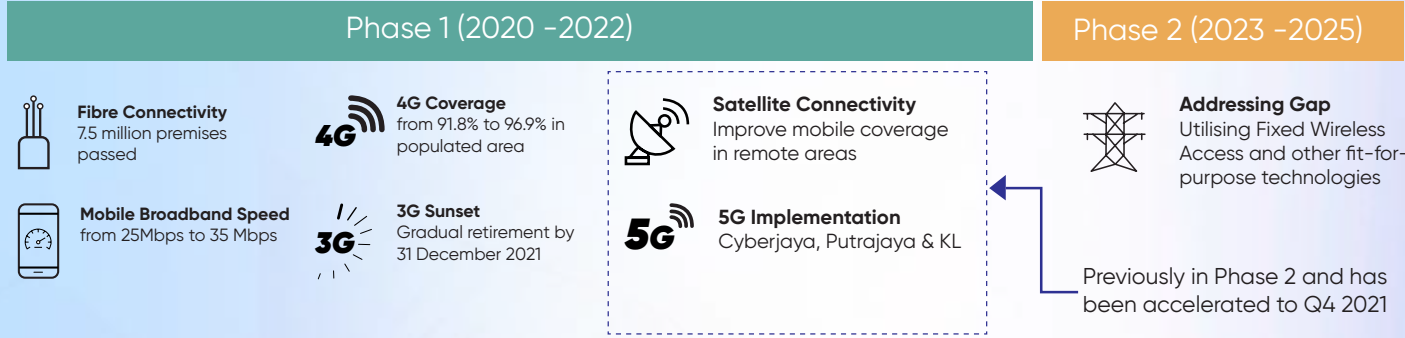 Phase 1 (2020 -2022)
Phase 2 (2023 -2025)
Fibre Connectivity
7.5 million premises
passed
4G
4G Coverage
from 91.8% to 96.9% in
populated area
Satellite Connectivity
Improve mobile coverage
in remote areas
Addressing Gap
Utilising Fixed Wireless
Access and other fit-for-
purpose technologies
Mobile Broadband Speed
from 25Mbps to 35 Mbps
3G
3G Sunset
Gradual retirement by
31 December 2021
5G
5G Implementation
Cyberjaya, Putrajaya & KL
Previously in Phase 2 and has
been accelerated to Q4 2021